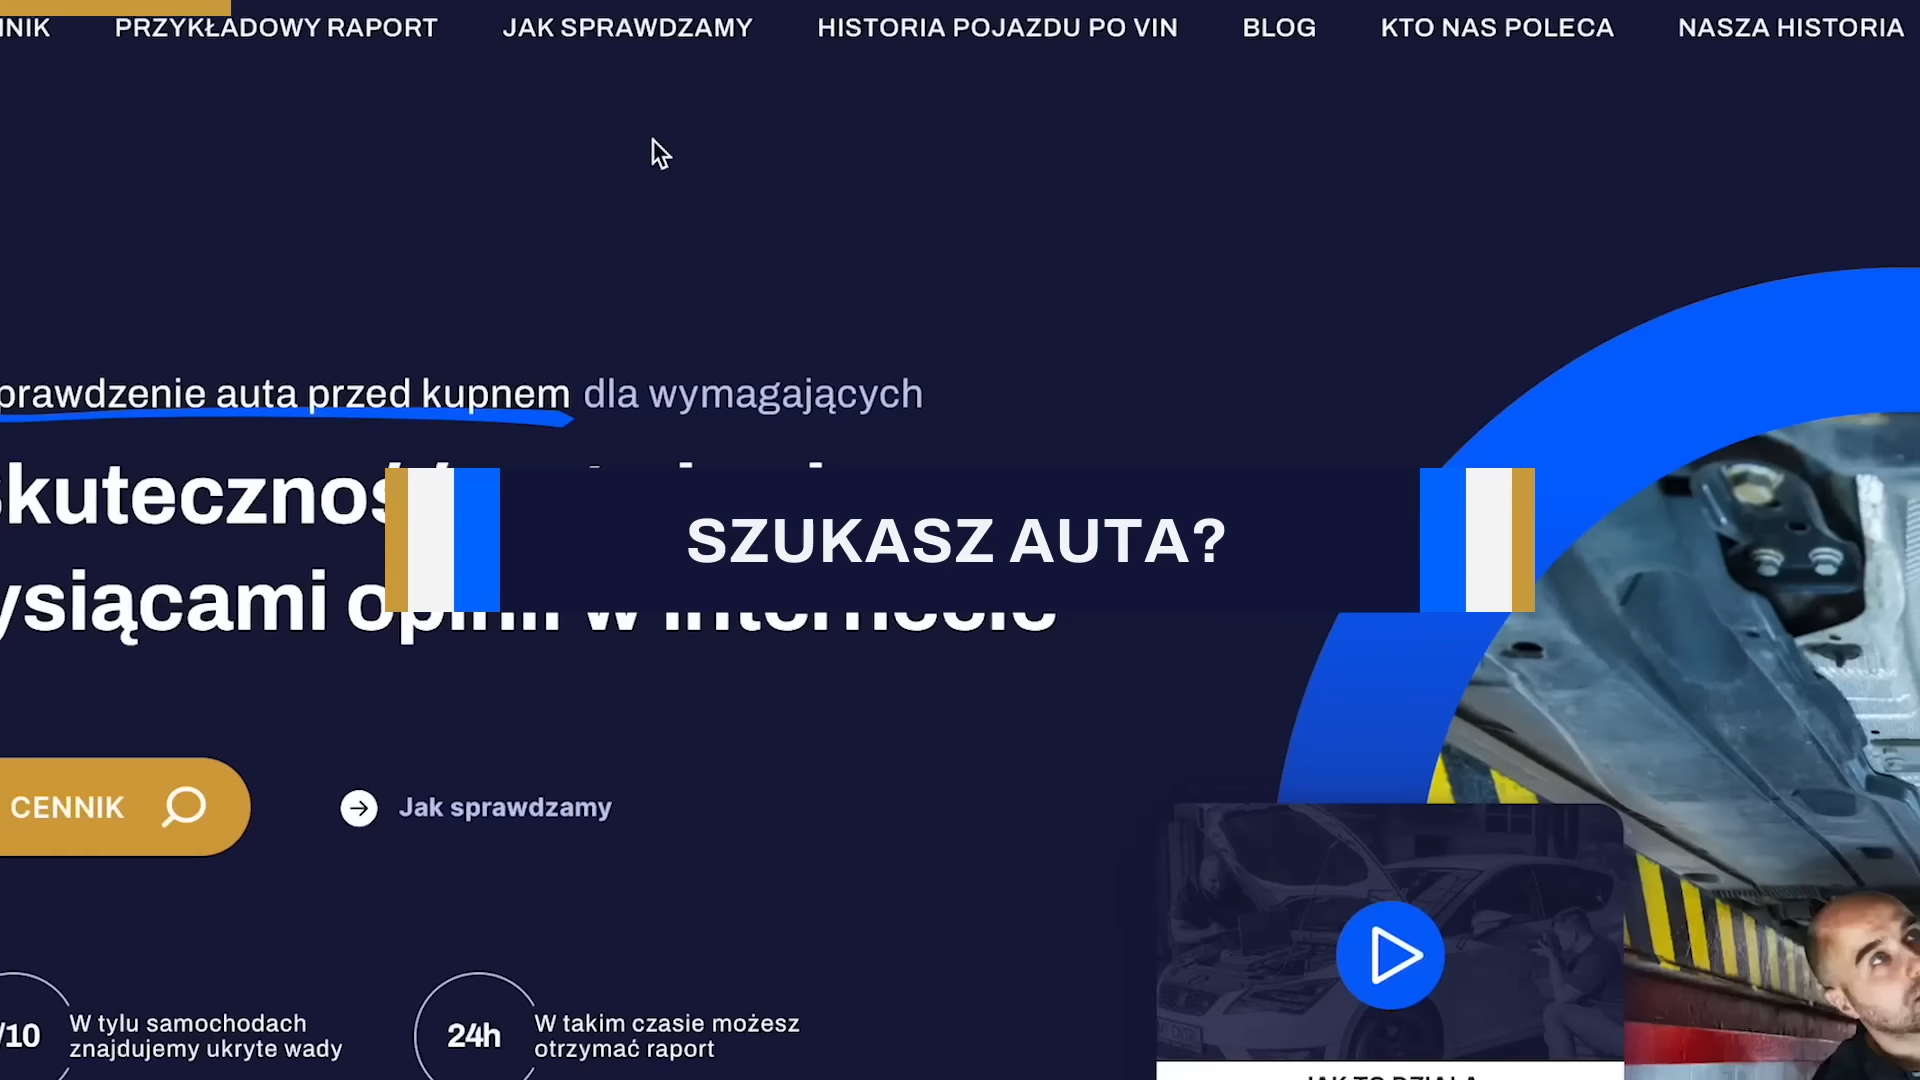 PRZYKŁADOWY RAPORT
JAK SPRAWDZAMY
HISTORIA POJAZDU PO VIN
BLOG
KTO NAS POLECA
NASZA HISTORIA
prawdzenie auta przed kupnem dla wymagających
SZUKASZ AUTA?
ysiącami opinii w internecie
CENNIK
Jak sprawdzamy
/10
W tylu samochodach
znajdujemy ukryte wady
24h
W takim czasie możesz
otrzymać raport